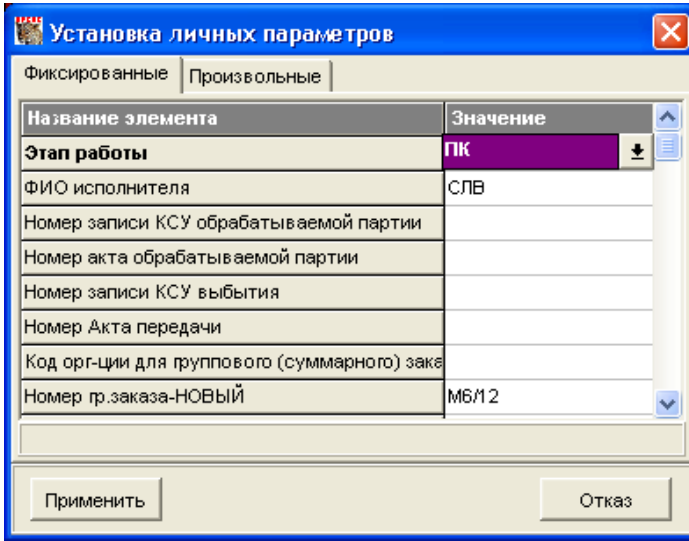 Установка личных параметров
Фиксированные Произвольные
Название элемента Значение
Этап работы ПК
ФИО исполнителя СЛВ
Номер записи КСУ обрабатываемой партии
Номер акта обрабатываемой партии
Номер записи КСУ выбытия
Номер Акта передачи
Код орг-ции для группового (суммарного) зака
Номер гр.заказа-НОВЫЙ М6/12
Применить Отказ